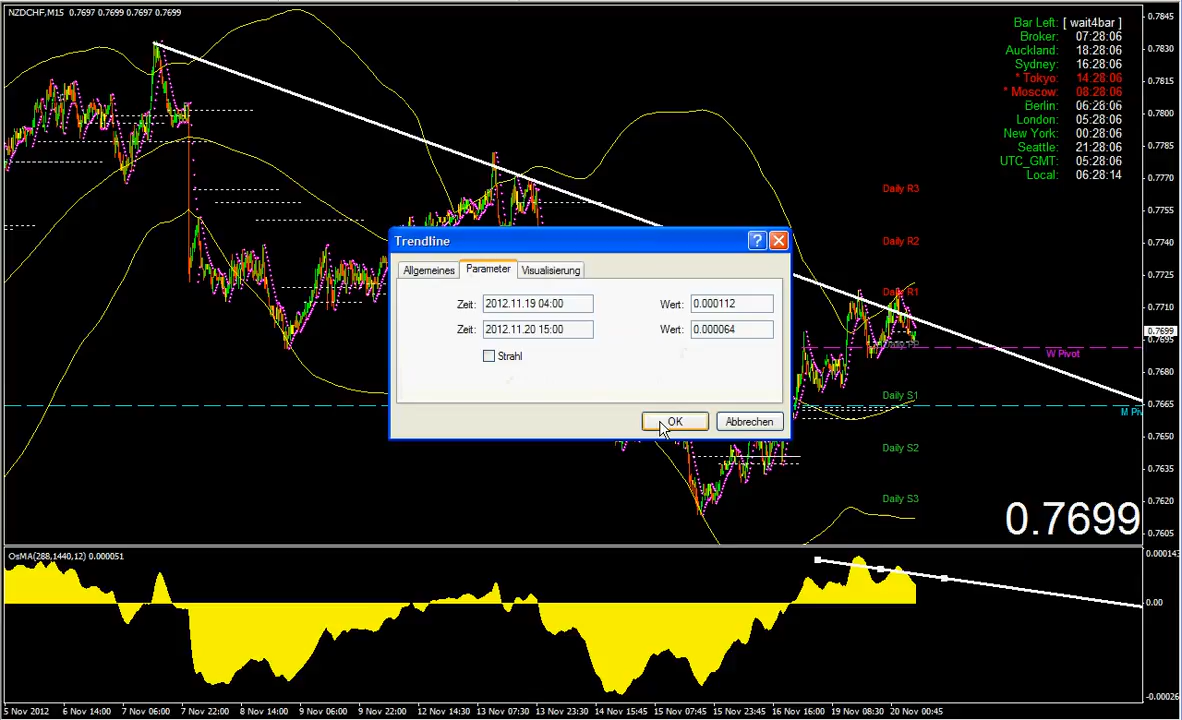 NZDCHF,M15 0.7697 0.7699 0.7697 0.7699
Bar Left: [ wait4bar ]
Broker: 07:28:06
Auckland: 18:28:06
Sydney: 16:28:06
* Tokyo: 14:28:06
* Moscow: 08:28:06
Berlin: 06:28:06
London: 05:28:06
New York: 00:28:06
Seattle: 21:28:06
UTC_GMT: 05:28:06
Local: 06:28:14
0.7845
0.7830
0.7815
0.7800
0.7785
0.7770
0.7755
0.7740
0.7725
0.7710
0.7699
0.7695
0.7680
0.7665
0.7650
0.7635
0.7620
0.7605
Daily R3
Daily R2
Daily R1
Daily PP
W Pivot
Daily S1
M Piv
Daily S2
Daily S3
Trendline
Allgemeines Parameter Visualisierung
Zeit: 2012.11.19 04:00 Wert: 0.000112
Zeit: 2012.11.20 15:00 Wert: 0.000064
Strahl
OK Abbrechen
0.7699
OsMA(288,1440,12) 0.000051
0.000143
0.00
-0.00026
5 Nov 2012 6 Nov 14:00 7 Nov 06:00 7 Nov 22:00 8 Nov 14:00 9 Nov 06:00 9 Nov 22:00 12 Nov 14:30 13 Nov 07:30 13 Nov 23:30 14 Nov 15:45 15 Nov 07:45 15 Nov 23:45 16 Nov 16:00 19 Nov 08:30 20 Nov 00:45